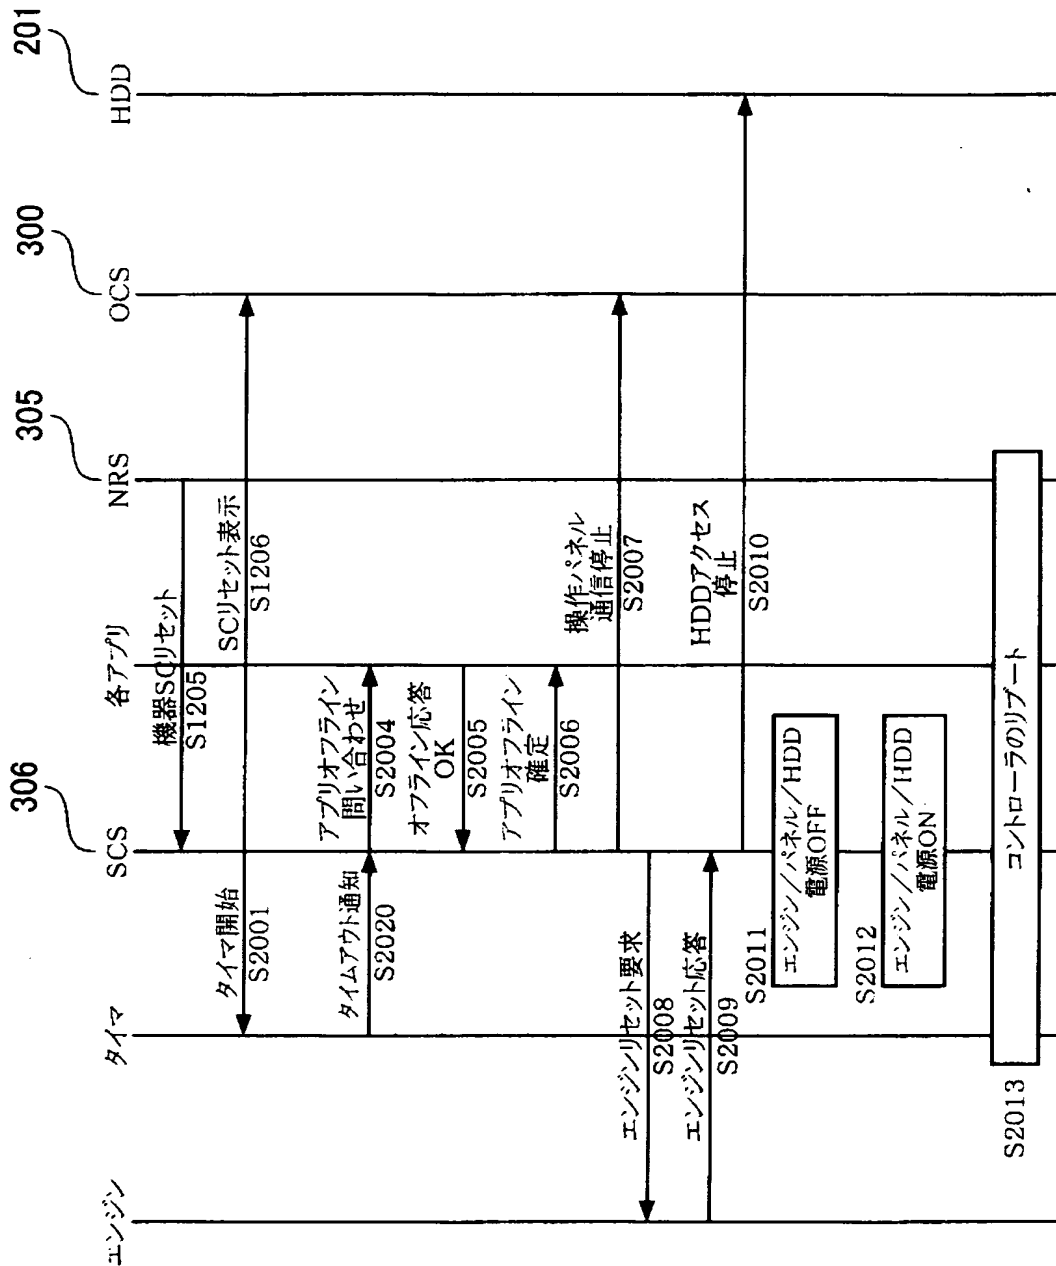 エンジン
タイマ
SCS
306
各アプリ
NRS
305
OCS
300
HDD
201
機器SCリセット
S1205
タイマ開始
S2001
SCリセット表示
S1206
タイムアウト通知
S2020
アプリオフライン
問い合わせ
S2004
オフライン応答
OK
S2005
アプリオフライン
確定
S2006
操作パネル
通信停止
S2007
エンジンリセット要求
S2008
エンジンリセット応答
S2009
HDDアクセス
停止
S2010
S2011
エンジン／パネル／HDD
電源OFF
S2012
エンジン／パネル／HDD
電源ON
S2013
コントローラのリブート